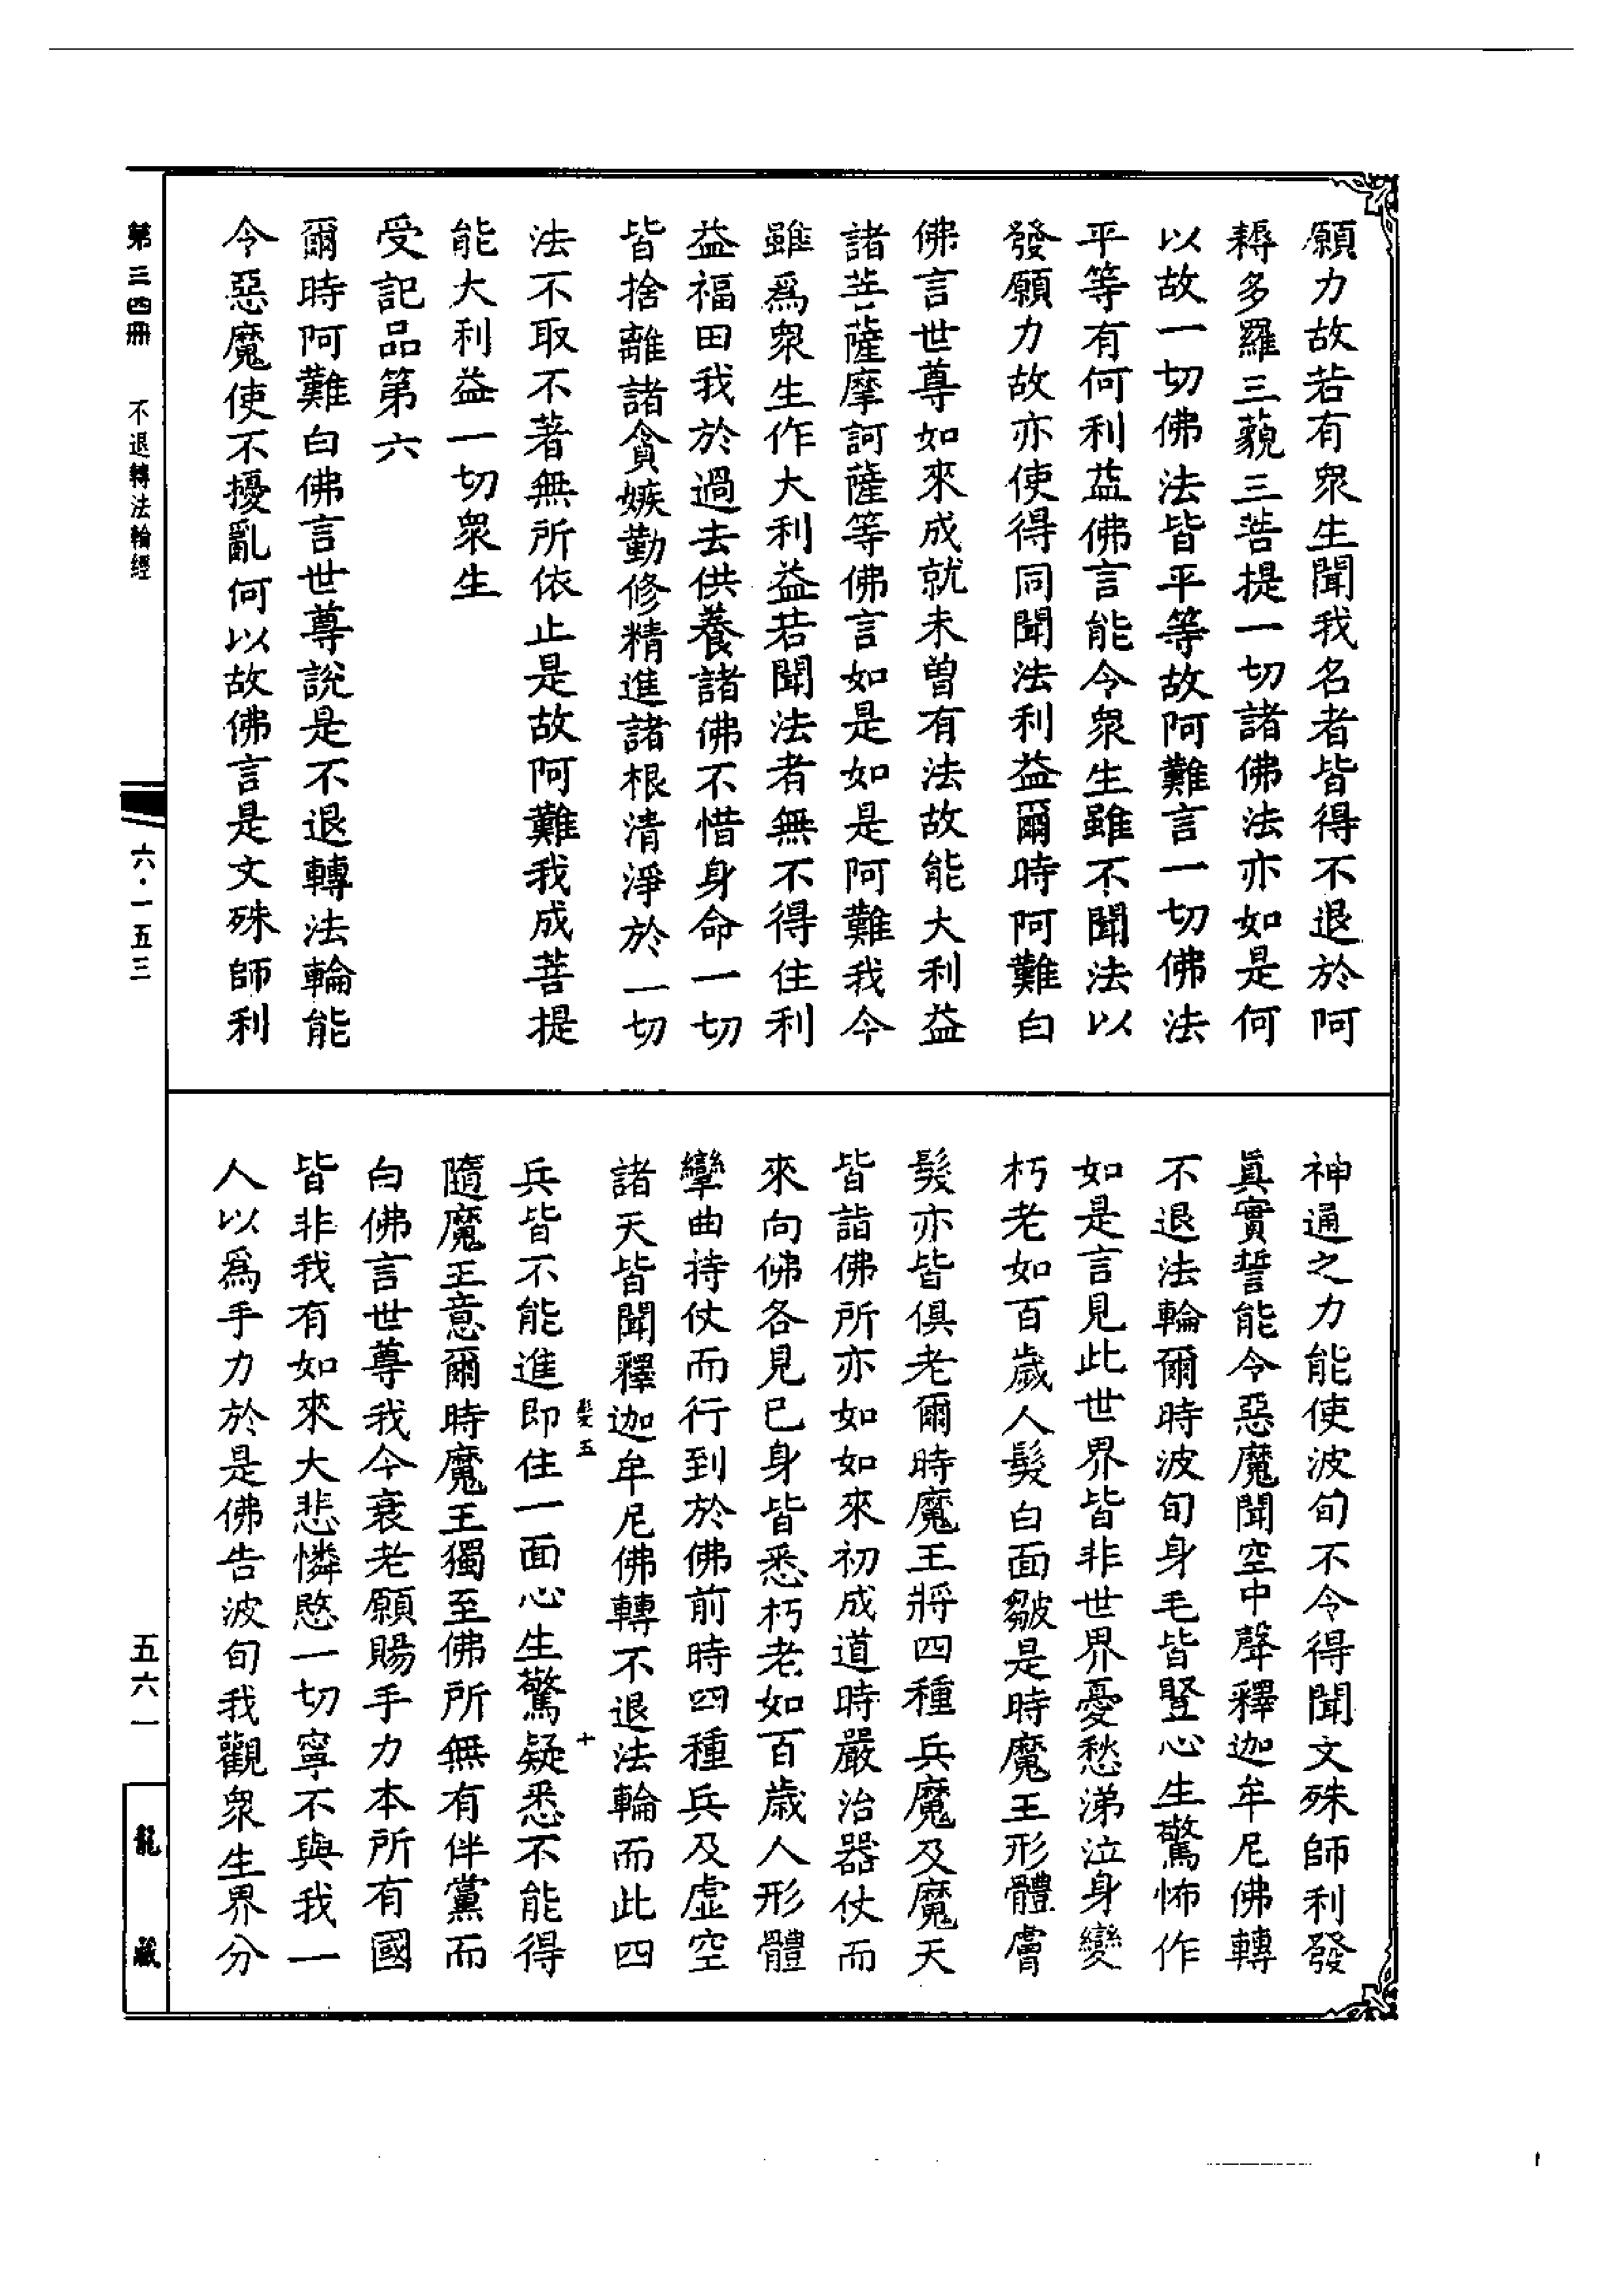 願力故若有衆生聞我名者皆得不退於阿
耨多羅三藐三菩提一切諸佛法亦如是何
以故一切佛法皆平等故阿難言一切佛法
平等有何利益佛言能令衆生雖不聞法以
發願力故亦使得同聞法利益爾時阿難白
佛言世尊如來成就未曾有法故能大利益
諸菩薩摩訶薩等佛言如是如是阿難我今
雖爲衆生作大利益若聞法者無不得住利
益福田我於過去供養諸佛不惜身命一切
皆捨離諸貪嫉勤修精進諸根清淨於一切
法不取不著無所依止是故阿難我成菩提
能大利益一切衆生
受記品第六
爾時阿難白佛言世尊說是不退轉法輪能
令惡魔使不擾亂何以故佛言是文殊師利
神通之力能使波旬不令得聞文殊師利發
眞實誓能令惡魔聞空中聲釋迦牟尼佛轉
不退法輪爾時波旬身毛皆豎心生驚怖作
如是言見此世界皆非世界憂愁涕泣身變
朽老如百歲人髮白面皺是時魔王形體膚
髮亦皆俱老爾時魔王將四種兵魔及魔天
皆詣佛所亦如如來初成道時嚴治器仗而
來向佛各見已身皆悉朽老如百歲人形體
攣曲持仗而行到於佛前時四種兵及虛空
諸天皆聞釋迦牟尼佛轉不退法輪而此四
髮五
十
兵皆不能進即住一面心生驚疑悉不能得
隨魔王意爾時魔王獨至佛所無有伴黨而
白佛言世尊我今衰老願賜手力本所有國
皆非我有如來大悲憐愍一切寧不與我一
人以爲手力於是佛告波旬我觀衆生界分
第三四冊
不退轉法輪經
六·一五三
五六一
龍藏